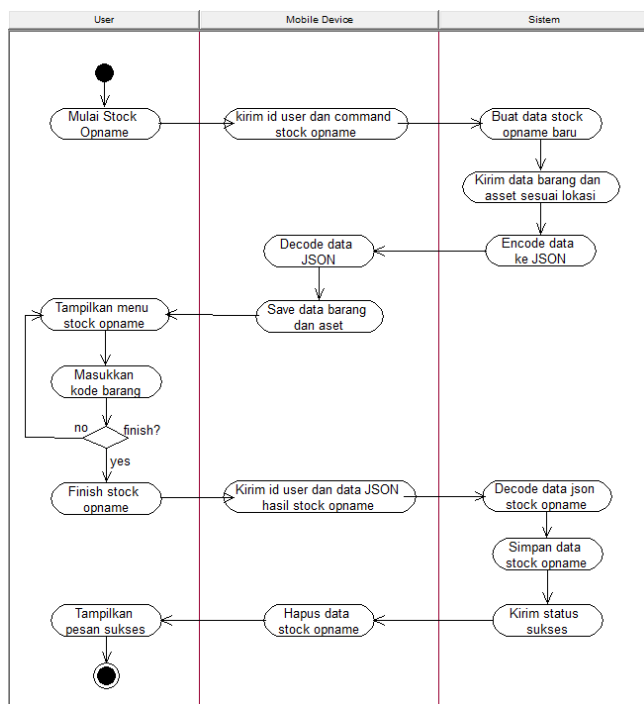 User
Mobile Device
Sistem
Mulai Stock
Opname
kirim id user dan command
stock opname
Buat data stock
opname baru
Kirim data barang dan
asset sesuai lokasi
Encode data
ke JSON
Decode data
JSON
Save data barang
dan aset
Tampilkan menu
stock opname
Masukkan
kode barang
no
finish?
yes
Finish stock
opname
Kirim id user dan data JSON
hasil stock opname
Decode data json
stock opname
Simpan data
stock opname
Kirim status
sukses
Hapus data
stock opname
Tampilkan
pesan sukses